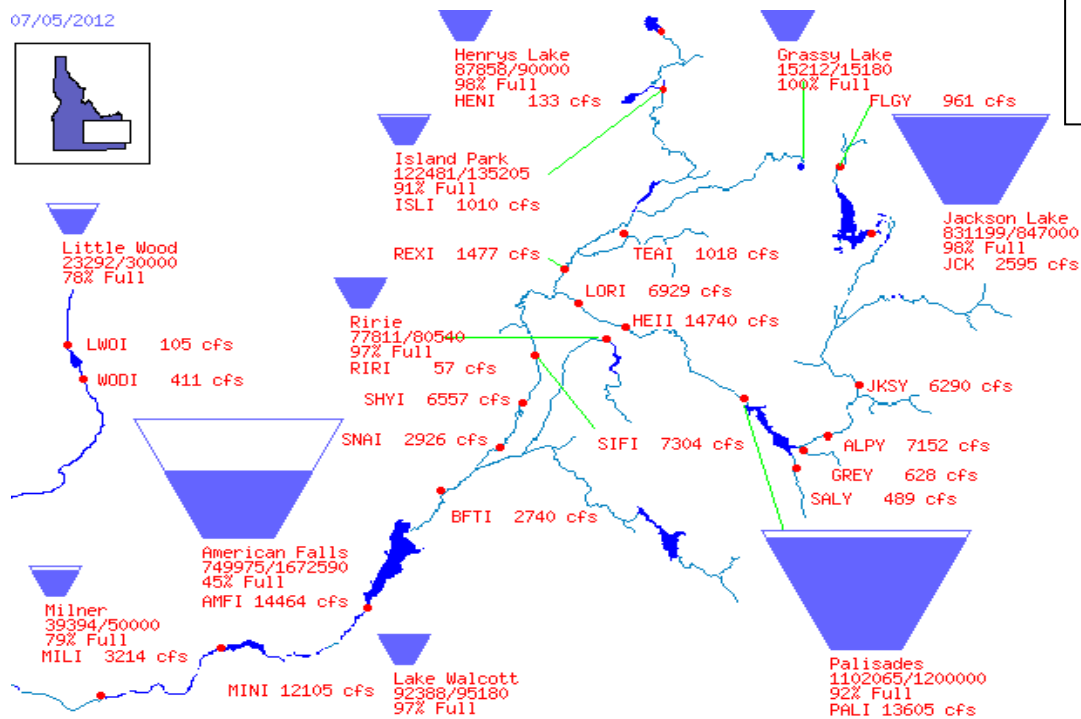 07/05/2012
Henrys Lake
87858/90000
98% Full
HENI 133 cfs
Grassy Lake
15212/15180
100% Full
FLGY 961 cfs
Island Park
122481/135205
91% Full
ISLI 1010 cfs
Jackson Lake
831199/847000
98% Full
JCK 2595 cfs
Little Wood
23292/30000
78% Full
REXI 1477 cfs
TEAI 1018 cfs
LORI 6929 cfs
HEII 14740 cfs
Ririe
77811/80540
97% Full
RIRI 57 cfs
LWOI 105 cfs
WODI 411 cfs
SHYI 6557 cfs
JKSY 6290 cfs
SNAI 2926 cfs
SIFI 7304 cfs
ALPY 7152 cfs
GREY 628 cfs
SALY 489 cfs
BFTI 2740 cfs
American Falls
749975/1672590
45% Full
AMFI 14464 cfs
Milner
39394/50000
79% Full
MILI 3214 cfs
MINI 12105 cfs
Lake Walcott
92388/95180
97% Full
Palisades
1102065/1200000
92% Full
PALI 13605 cfs